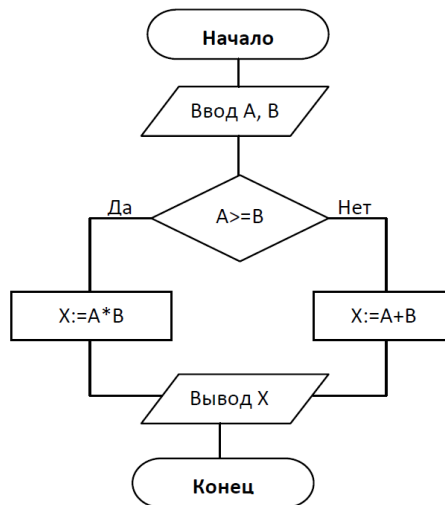 Начало
Ввод А, В
A>=B
Да
Нет
X:=A*B
X:=A+B
Вывод X
Конец